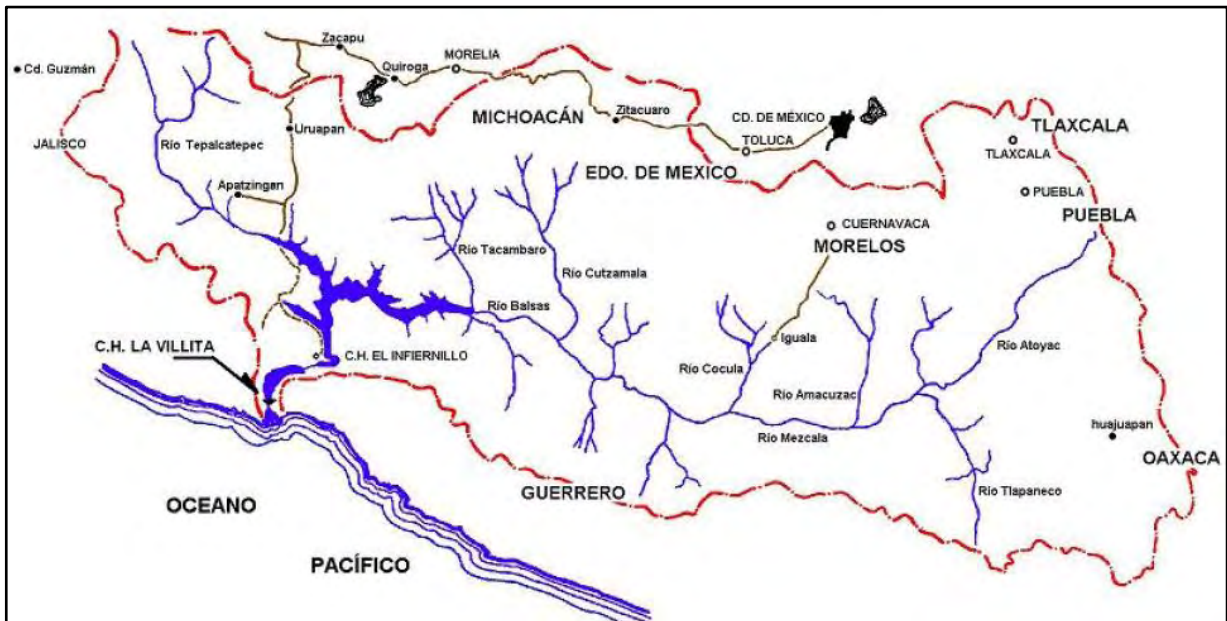 Zacapu
Cd. Guzmán
Quiroga
MORELIA
MICHOACÁN
Zitacuaro
CD. DE MÉXICO
TOLUCA
TLAXCALA
TLAXCALA
JALISCO
Río Tepalcatepec
Uruapan
EDO. DE MEXICO
Apatzingan
PUEBLA
PUEBLA
CUERNAVACA
MORELOS
Río Tacambaro
Río Cutzamala
Río Balsas
C.H. LA VILLITA
C.H. EL INFIERNILLO
Iguala
Río Atoyac
Río Cocula
Río Amacuzac
Río Mezcala
huajuapan
OAXACA
GUERRERO
Río Tlapaneco
OCEANO
PACÍFICO